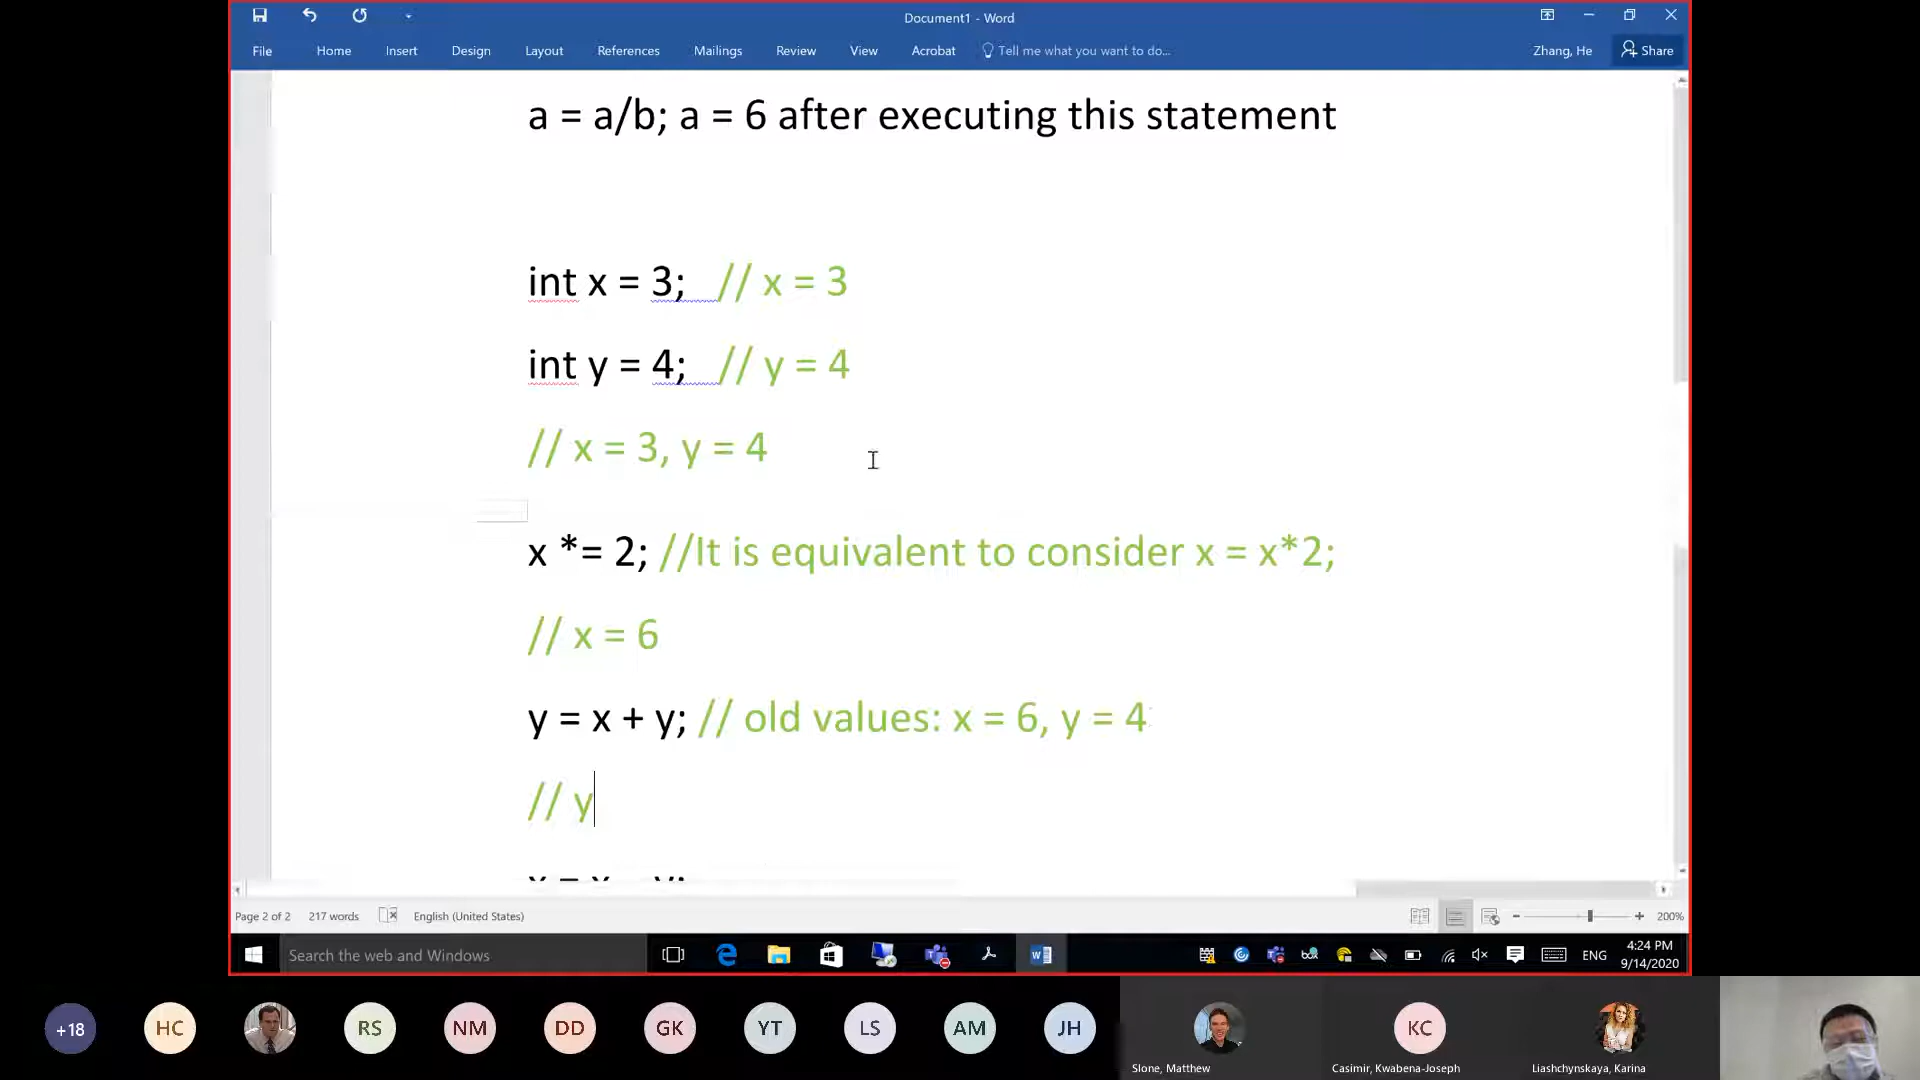 Document1 - Word
File Home Insert Design Layout References Mailings Review View Acrobat Tell me what you want to do... Zhang, He Share
a = a/b; a = 6 after executing this statement
int x = 3; // x = 3
int y = 4; // y = 4
// x = 3, y = 4
x *= 2; //It is equivalent to consider x = x*2;
// x = 6
y = x + y; // old values: x = 6, y = 4
// y
Page 2 of 2 217 words English (United States) 200%
Search the web and Windows ENG 4:24 PM
9/14/2020
+18 HC RS NM DD GK YT LS AM JH KC
Slone, Matthew Casimir, Kwabena-Joseph Liashchynskaya, Karina